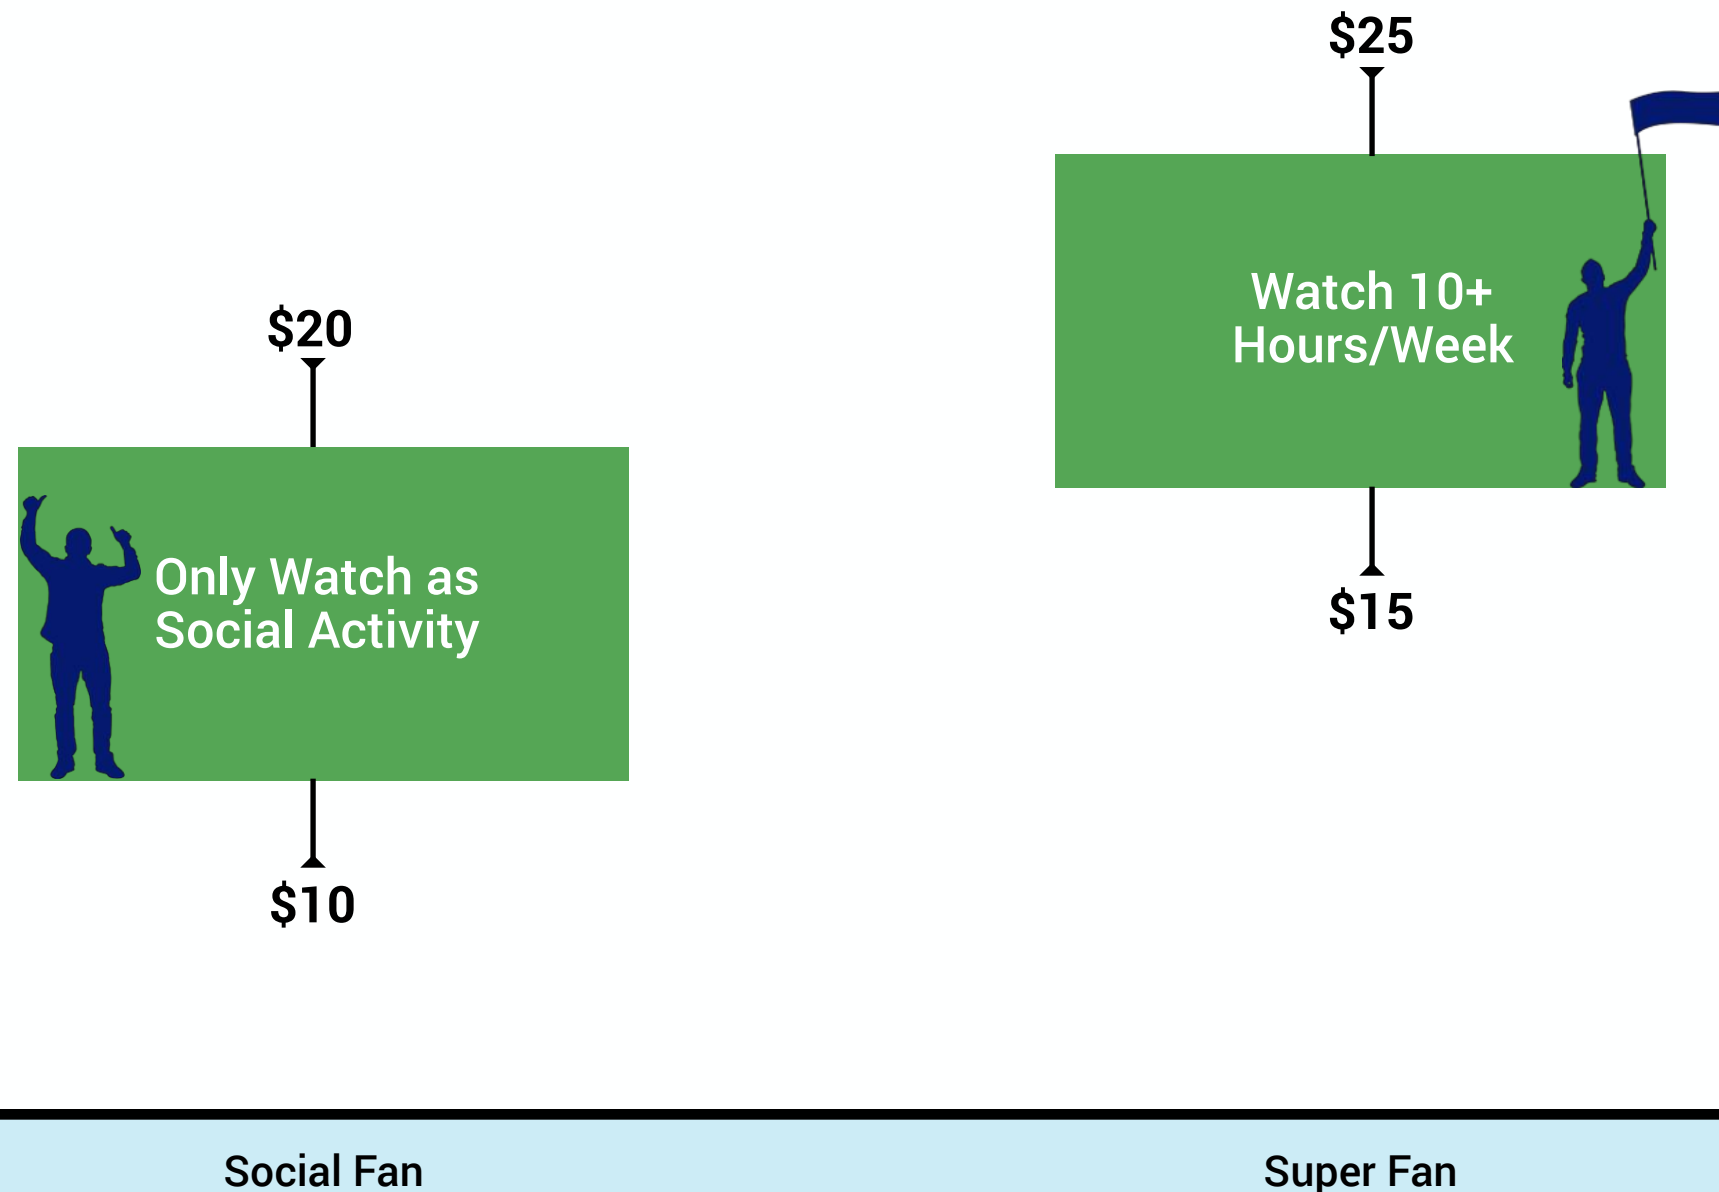 $20
Only Watch as
Social Activity
$10
Social Fan
$25
Watch 10+
Hours/Week
$15
Super Fan